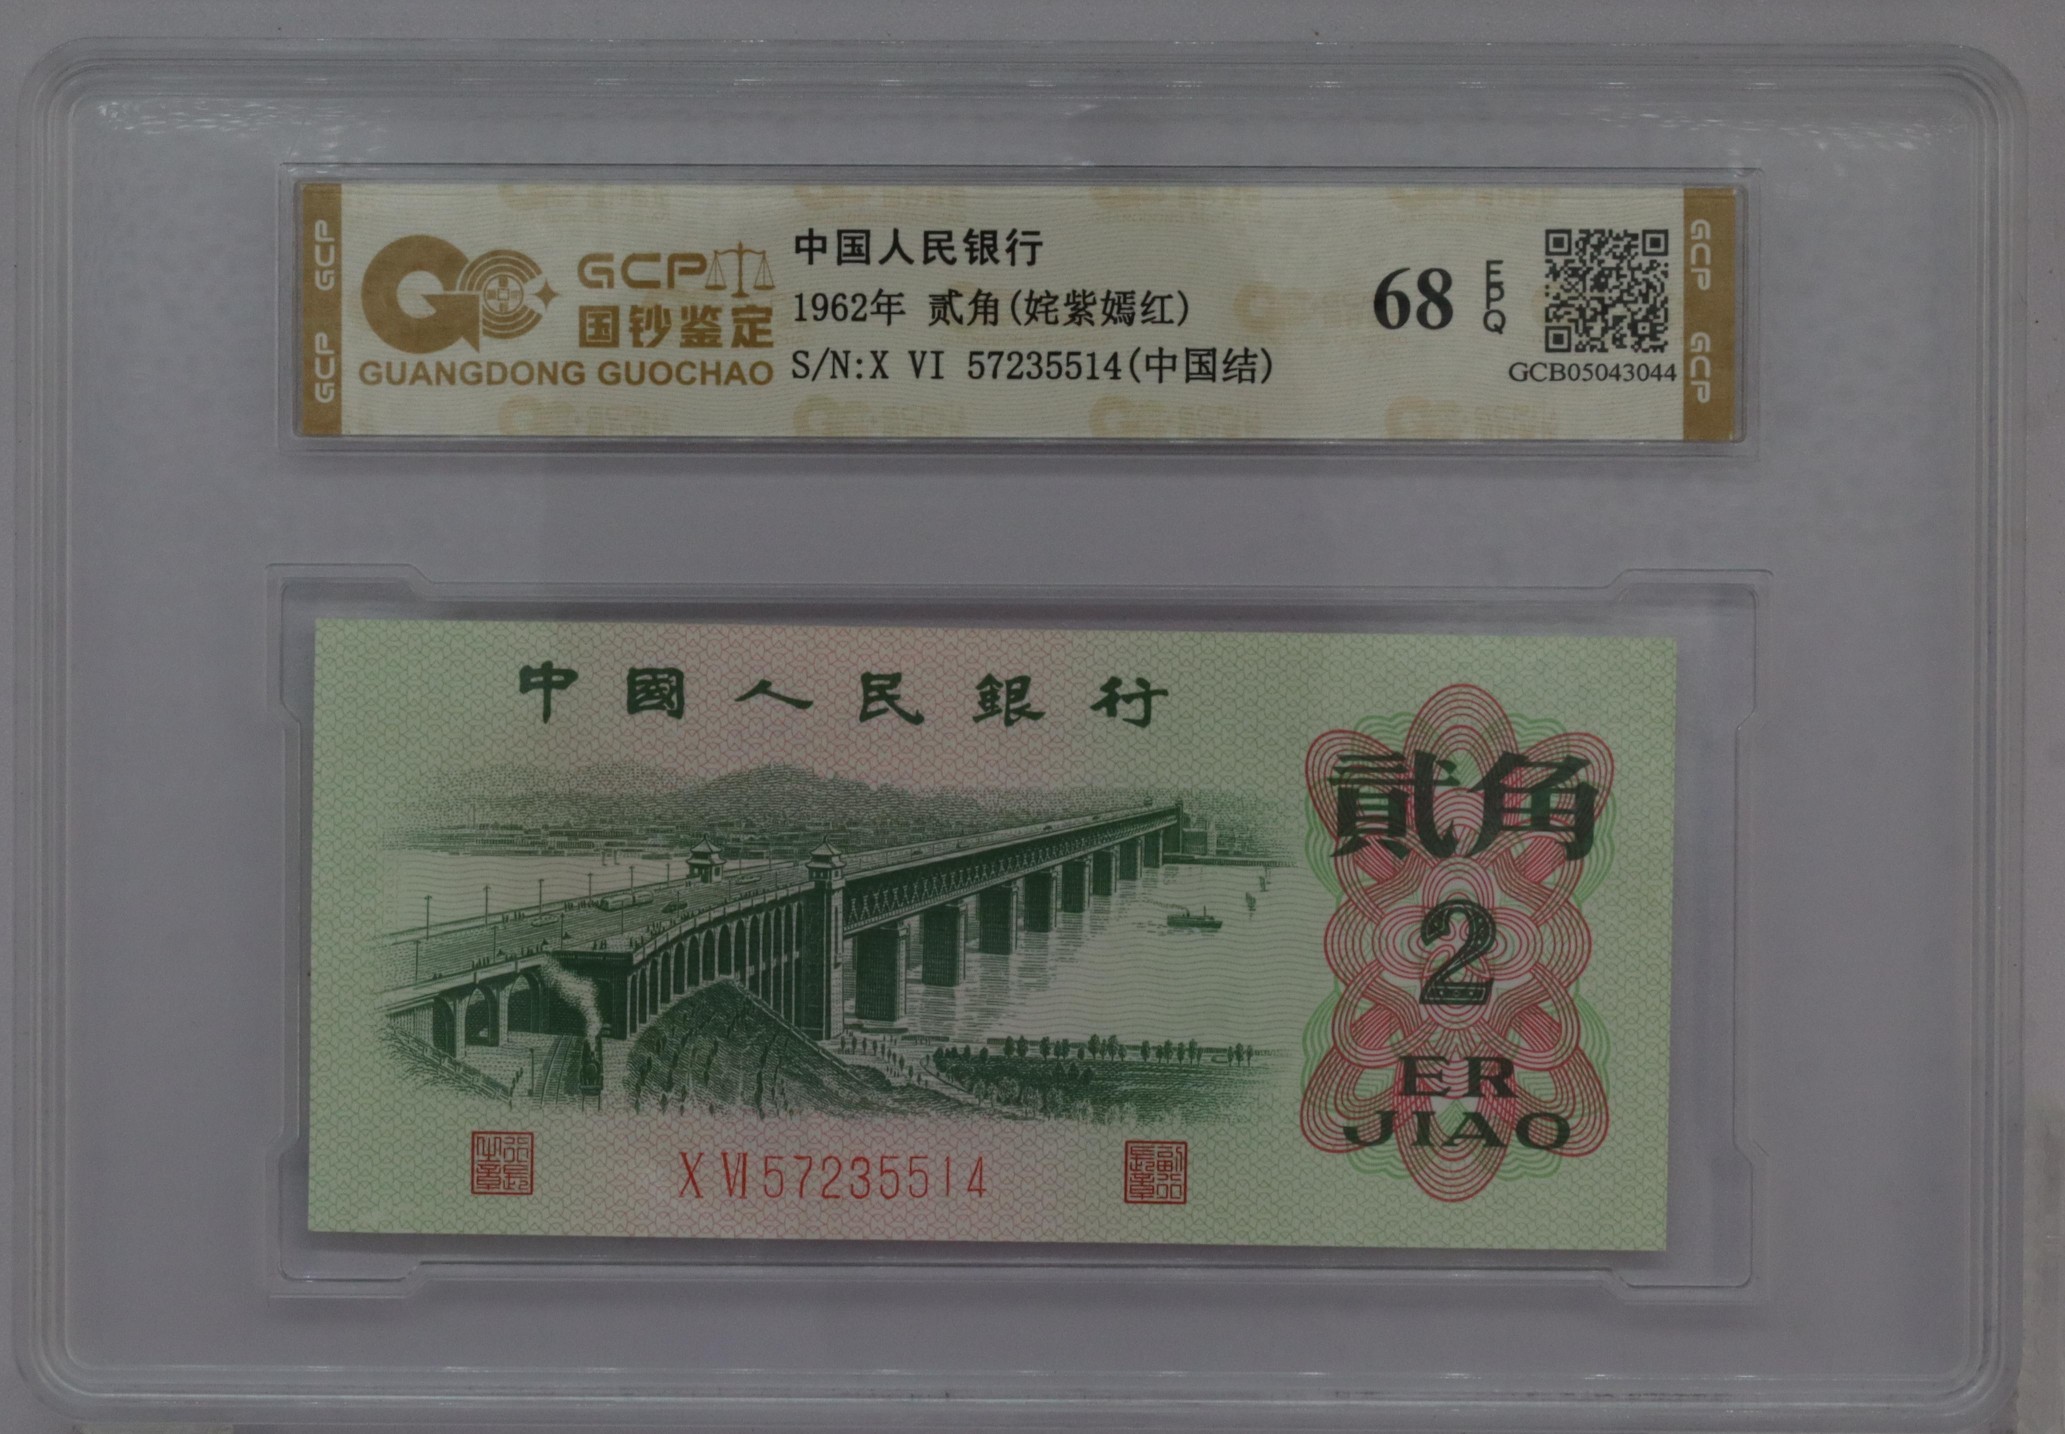 GCP GCP
GCP
国钞鉴定
GUANGDONG GUOCHAO
中国人民银行
1962年 贰角(姹紫嫣红)
S/N:X VI 57235514(中国结)
68 EPQ
GCB05043044
GCP GCP
中國人民銀行
貳角
2
ER
JIAO
X VI 57235514